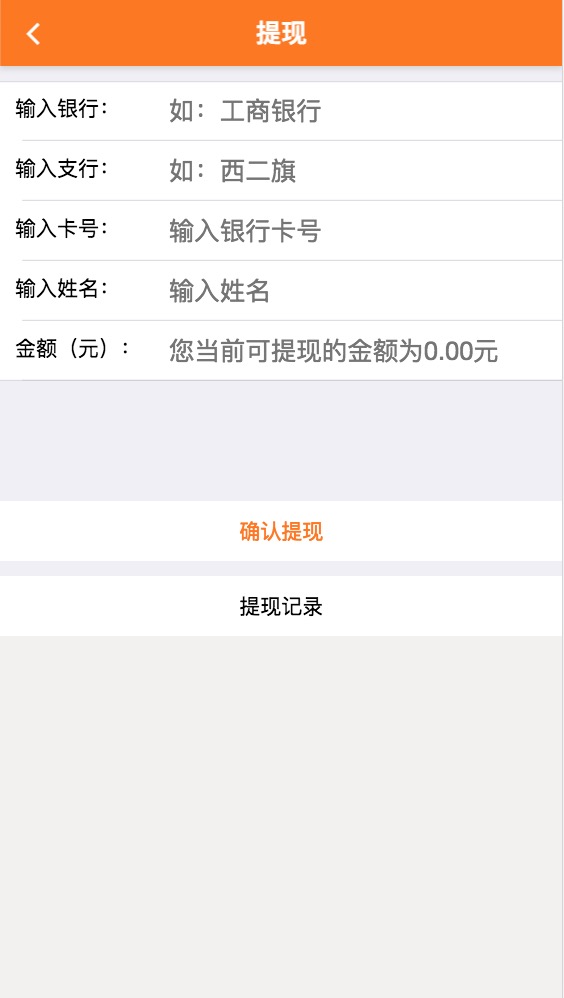 提现
输入银行： 如：工商银行
输入支行： 如：西二旗
输入卡号： 输入银行卡号
输入姓名： 输入姓名
金额（元）： 您当前可提现的金额为0.00元
确认提现
提现记录